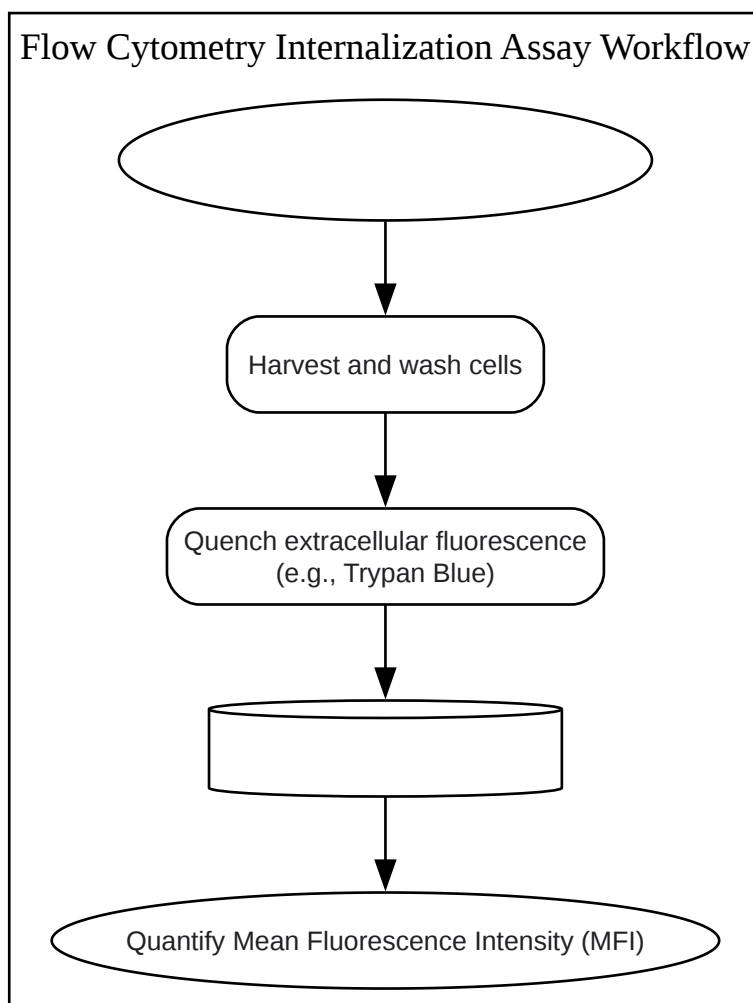 Flow Cytometry Internalization Assay Workflow
Harvest and wash cells
Quench extracellular fluorescence
(e.g., Trypan Blue)
Quantify Mean Fluorescence Intensity (MFI)